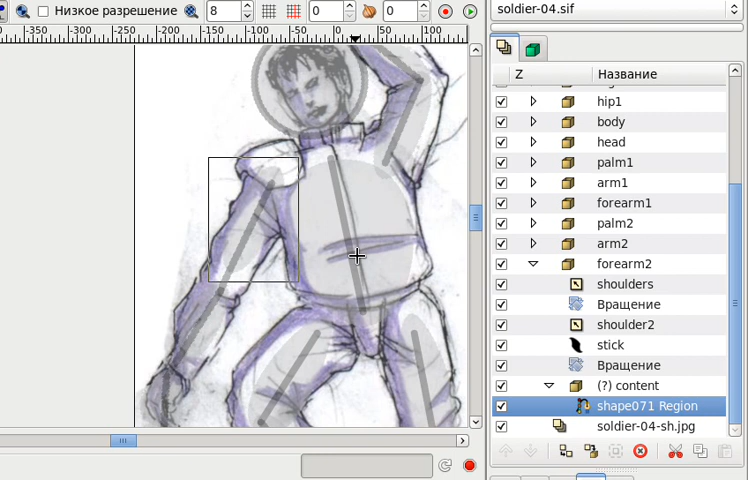 Низкое разрешение 8 0 0
-350 -300 -250 -200 -150 -100 -50 0 50 100
soldier-04.sif
Z Название
hip1
body
head
palm1
arm1
forearm1
palm2
arm2
forearm2
shoulders
Вращение
shoulder2
stick
Вращение
(?) content
shape071 Region
soldier-04-sh.jpg